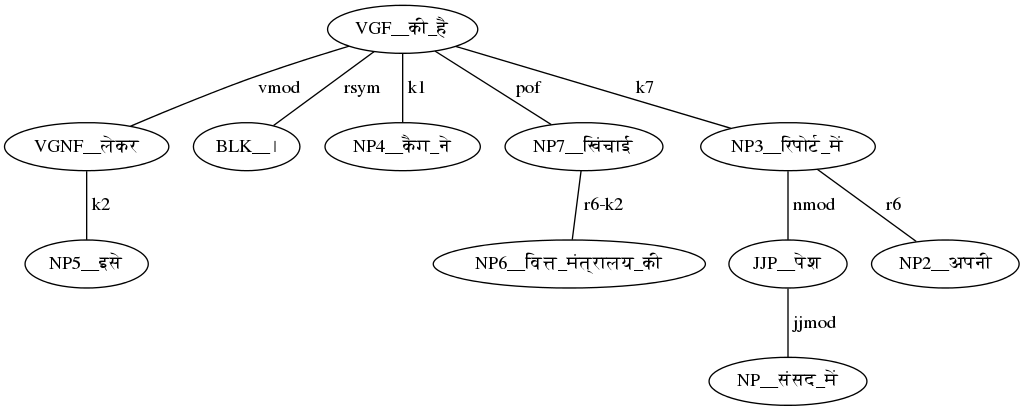 VGF__की_है
vmod rsym k1 pof k7
VGNF__लेकर BLK__। NP4__कैग_ने NP7__खिंचाई NP3__रिपोर्ट_में
k2 r6-k2 nmod r6
NP5__इसे NP6__वित्त_मंत्रालय_की JJP__पेश NP2__अपनी
jjmod
NP__संसद_में